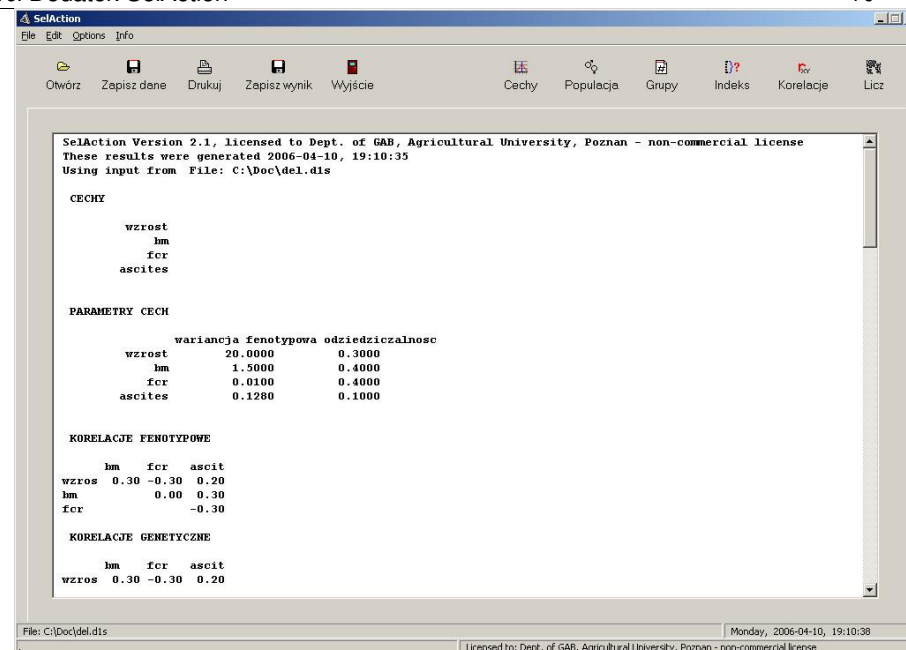 Dodatek SelAction
SelAction
File Edit Options Info
Otwórz Zapisz dane Drukuj Zapisz wynik Wyjście Cechy Populacja Grupy Indeks Korelacje Licz
SelAction Version 2.1, licensed to Dept. of GAB, Agricultural University, Poznan - non-commercial license
These results were generated 2006-04-10, 19:10:35
Using input from File: C:\Doc\del.d1s
CECHY
wzrost
bm
fcr
ascites
PARAMETRY CECH
wariancja fenotypowa odziedziczalnosc
wzrost 20.0000 0.3000
bm 1.5000 0.4000
fcr 0.0100 0.4000
ascites 0.1280 0.1000
KORELACJE FENOTYPOWE
bm fcr ascit
wzros 0.30 -0.30 0.20
bm 0.00 0.30
fcr -0.30
KORELACJE GENETYCZNE
bm fcr ascit
wzros 0.30 -0.30 0.20
File: C:\Doc\del.d1s Monday, 2006-04-10, 19:10:38
Licensed to: Dept. of GAB, Agricultural University, Poznan - non-commercial license